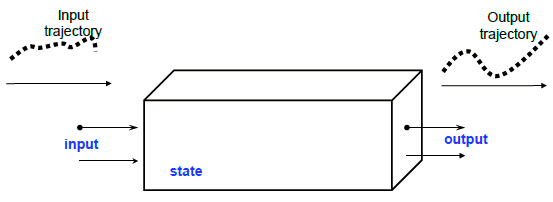 Input
trajectory
Output
trajectory
input
output
state